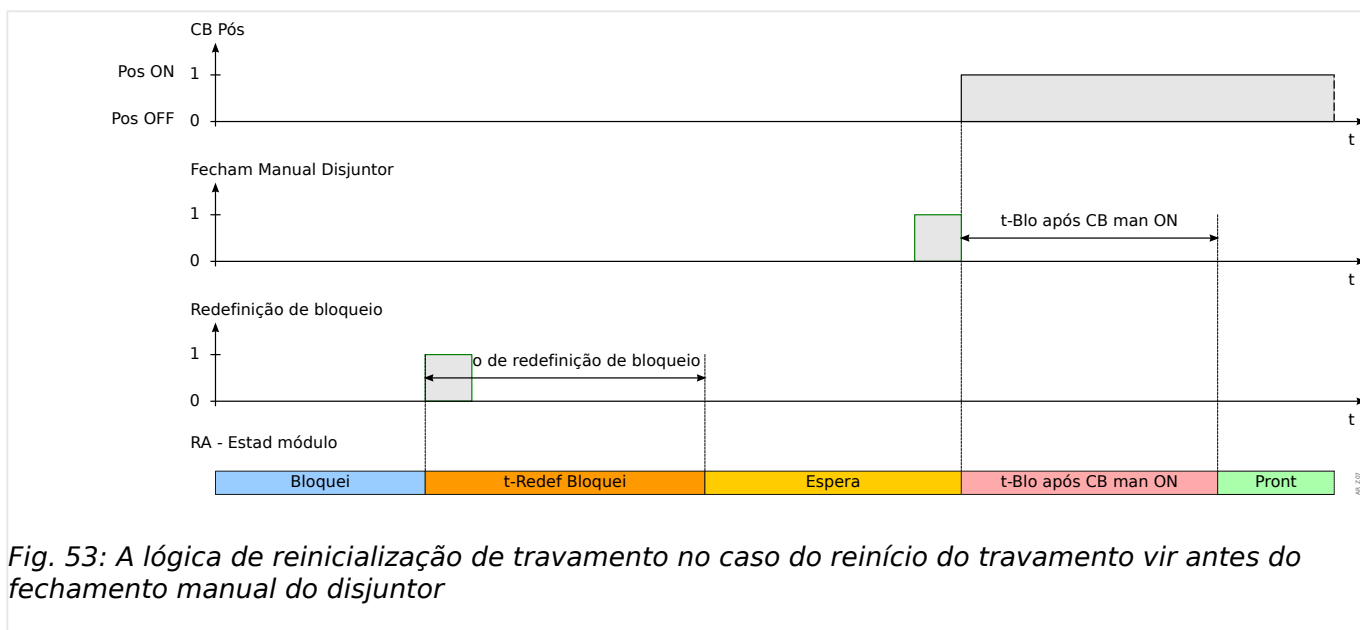 CB Pós
Pos ON 1
Pos OFF 0
t
Fecham Manual Disjuntor
1
t-Blo após CB man ON
0
t
Redefinição de bloqueio
1
o de redefinição de bloqueio
0
t
RA - Estad módulo
Bloquei t-Redef Bloquei Espera t-Blo após CB man ON Pront
Fig. 53: A lógica de reinicialização de travamento no caso do reinício do travamento vir antes do
fechamento manual do disjuntor